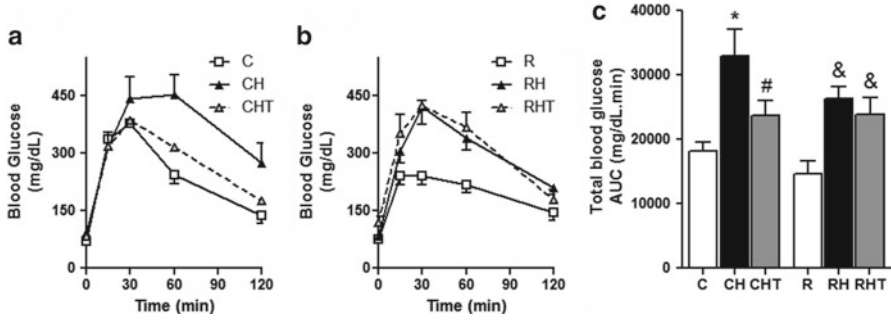 a
C
CH
CHT
Blood Glucose
(mg/dL)
450
300
150
0
0
30
60
90
120
Time (min)
b
R
RH
RHT
Blood Glucose
(mg/dL)
450
300
150
0
0
30
60
90
120
Time (min)
c
Total blood glucose
AUC (mg/dL.min)
40000
30000
20000
10000
0
*
#
&
&
C CH CHT R RH RHT